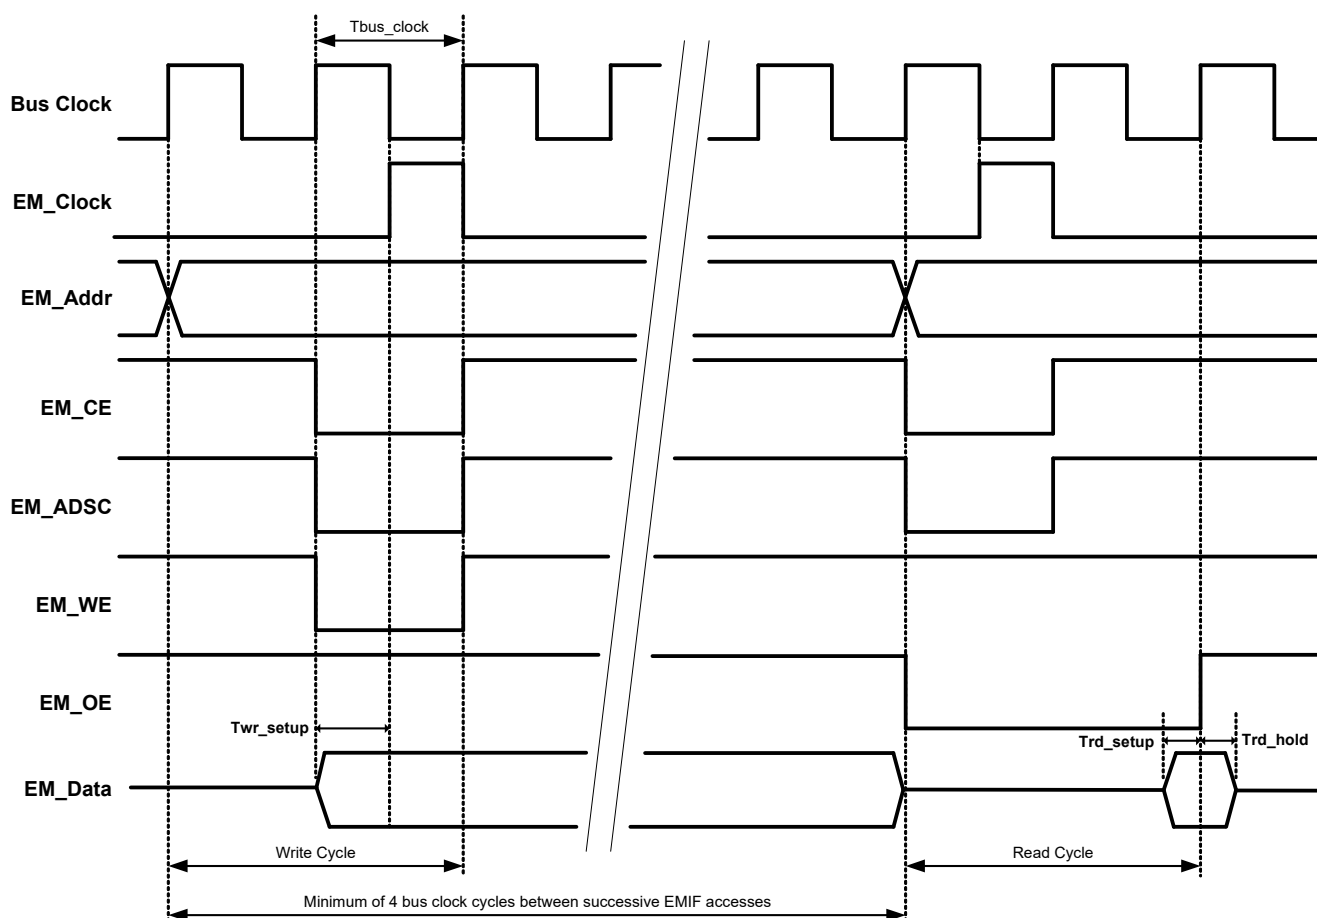 Tbus_clock
Bus Clock
EM_Clock
EM_Addr
EM_CE
EM_ADSC
EM_WE
EM_OE
Twr_setup
Trd_setup
Trd_hold
EM_Data
Write Cycle
Read Cycle
Minimum of 4 bus clock cycles between successive EMIF accesses